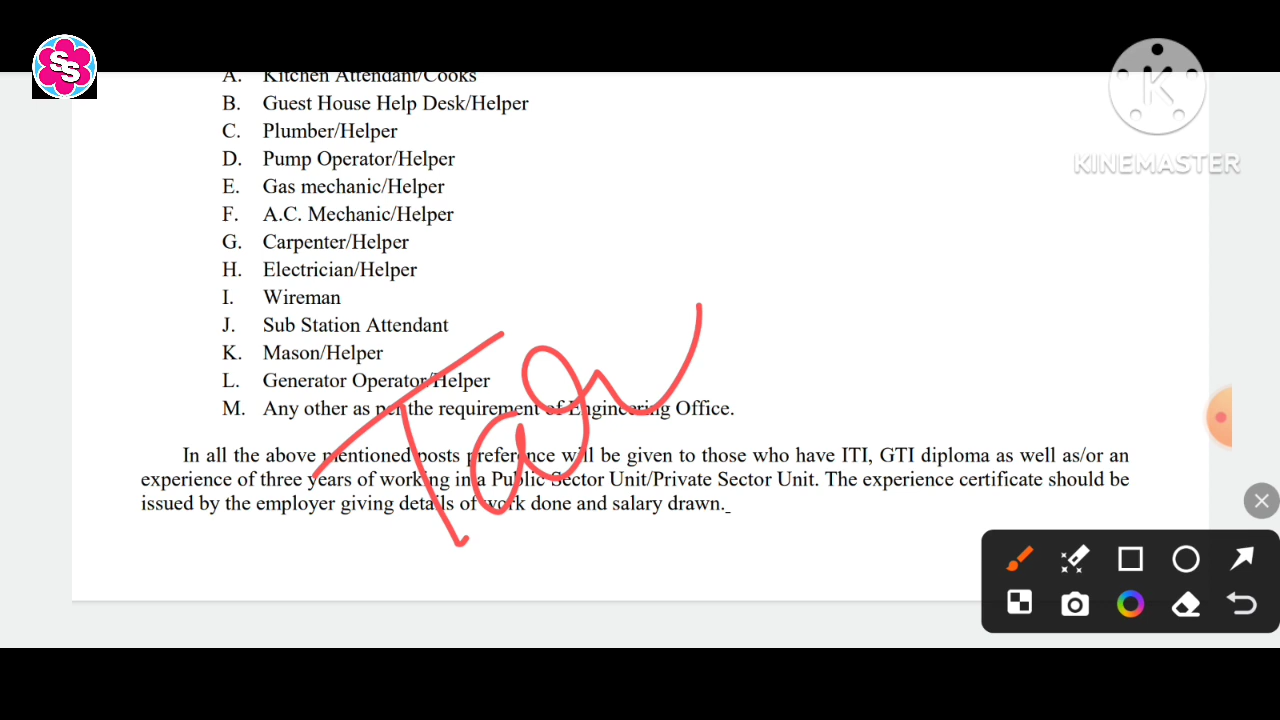 SS
A. Kitchen Attendant/Cooks
KINEMASTER
B. Guest House Help Desk/Helper
C. Plumber/Helper
D. Pump Operator/Helper
E. Gas mechanic/Helper
F. A.C. Mechanic/Helper
G. Carpenter/Helper
H. Electrician/Helper
I. Wireman
J. Sub Station Attendant
K. Mason/Helper
L. Generator Operator/Helper
M. Any other as per the requirement of Engineering Office.
In all the above mentioned posts preference will be given to those who have ITI, GTI diploma as well as/or an
experience of three years of working in a Public Sector Unit/Private Sector Unit. The experience certificate should be
issued by the employer giving details of work done and salary drawn.